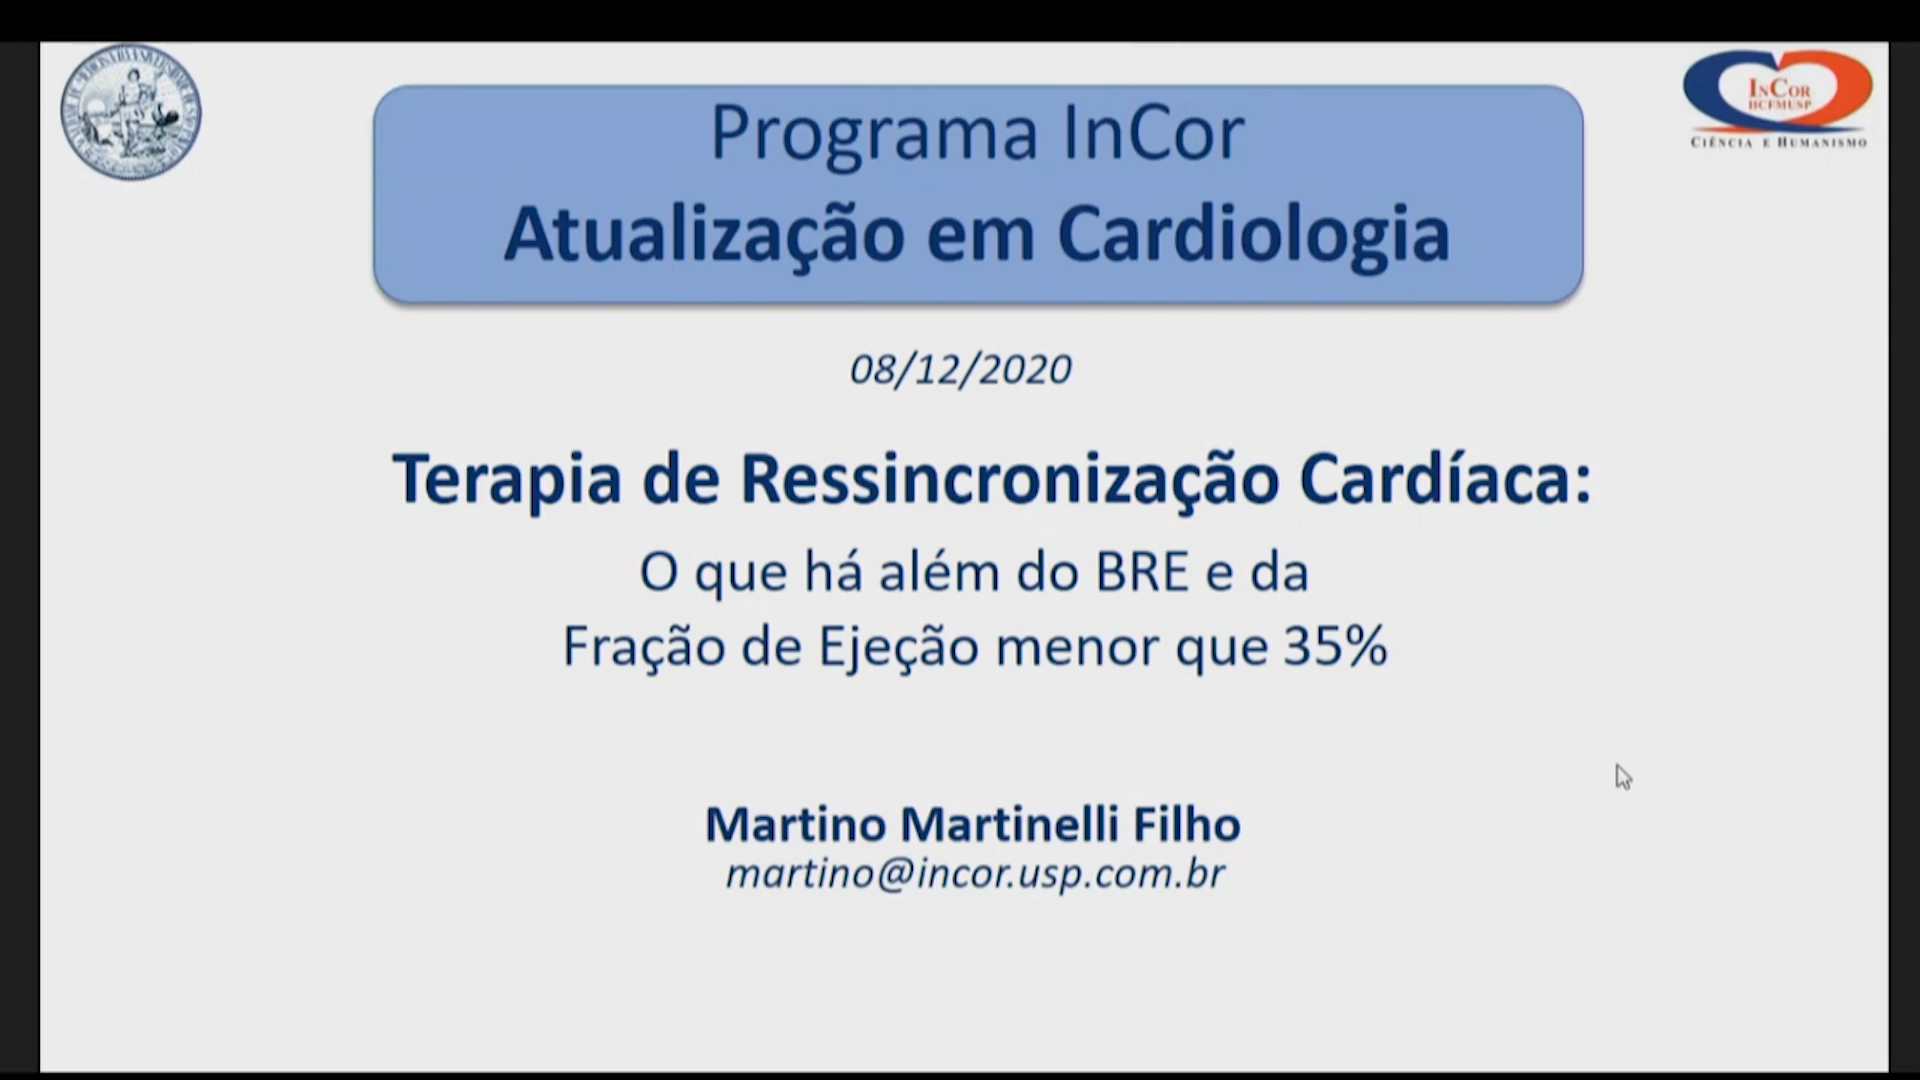 INCOR
HCFMUSP
CIÊNCIA E HUMANISMO
Programa InCor
Atualização em Cardiologia
08/12/2020
Terapia de Ressincronização Cardíaca:
O que há além do BRE e da
Fração de Ejeção menor que 35%
Martino Martinelli Filho
martino@incor.usp.com.br